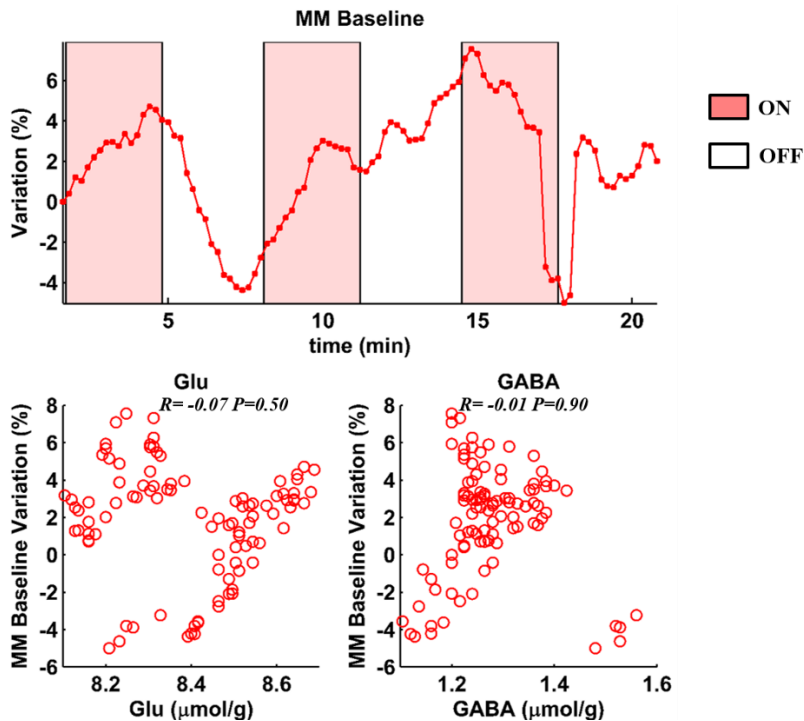 MM Baseline
Variation (%)
6
4
2
0
-2
-4
5
10
15
20
time (min)
ON
OFF
Glu
R= -0.07 P=0.50
MM Baseline Variation (%)
8
6
4
2
0
-2
-4
-6
8.2
8.4
8.6
Glu (μmol/g)
GABA
R= -0.01 P=0.90
MM Baseline Variation (%)
8
6
4
2
0
-2
-4
-6
1.2
1.4
1.6
GABA (μmol/g)